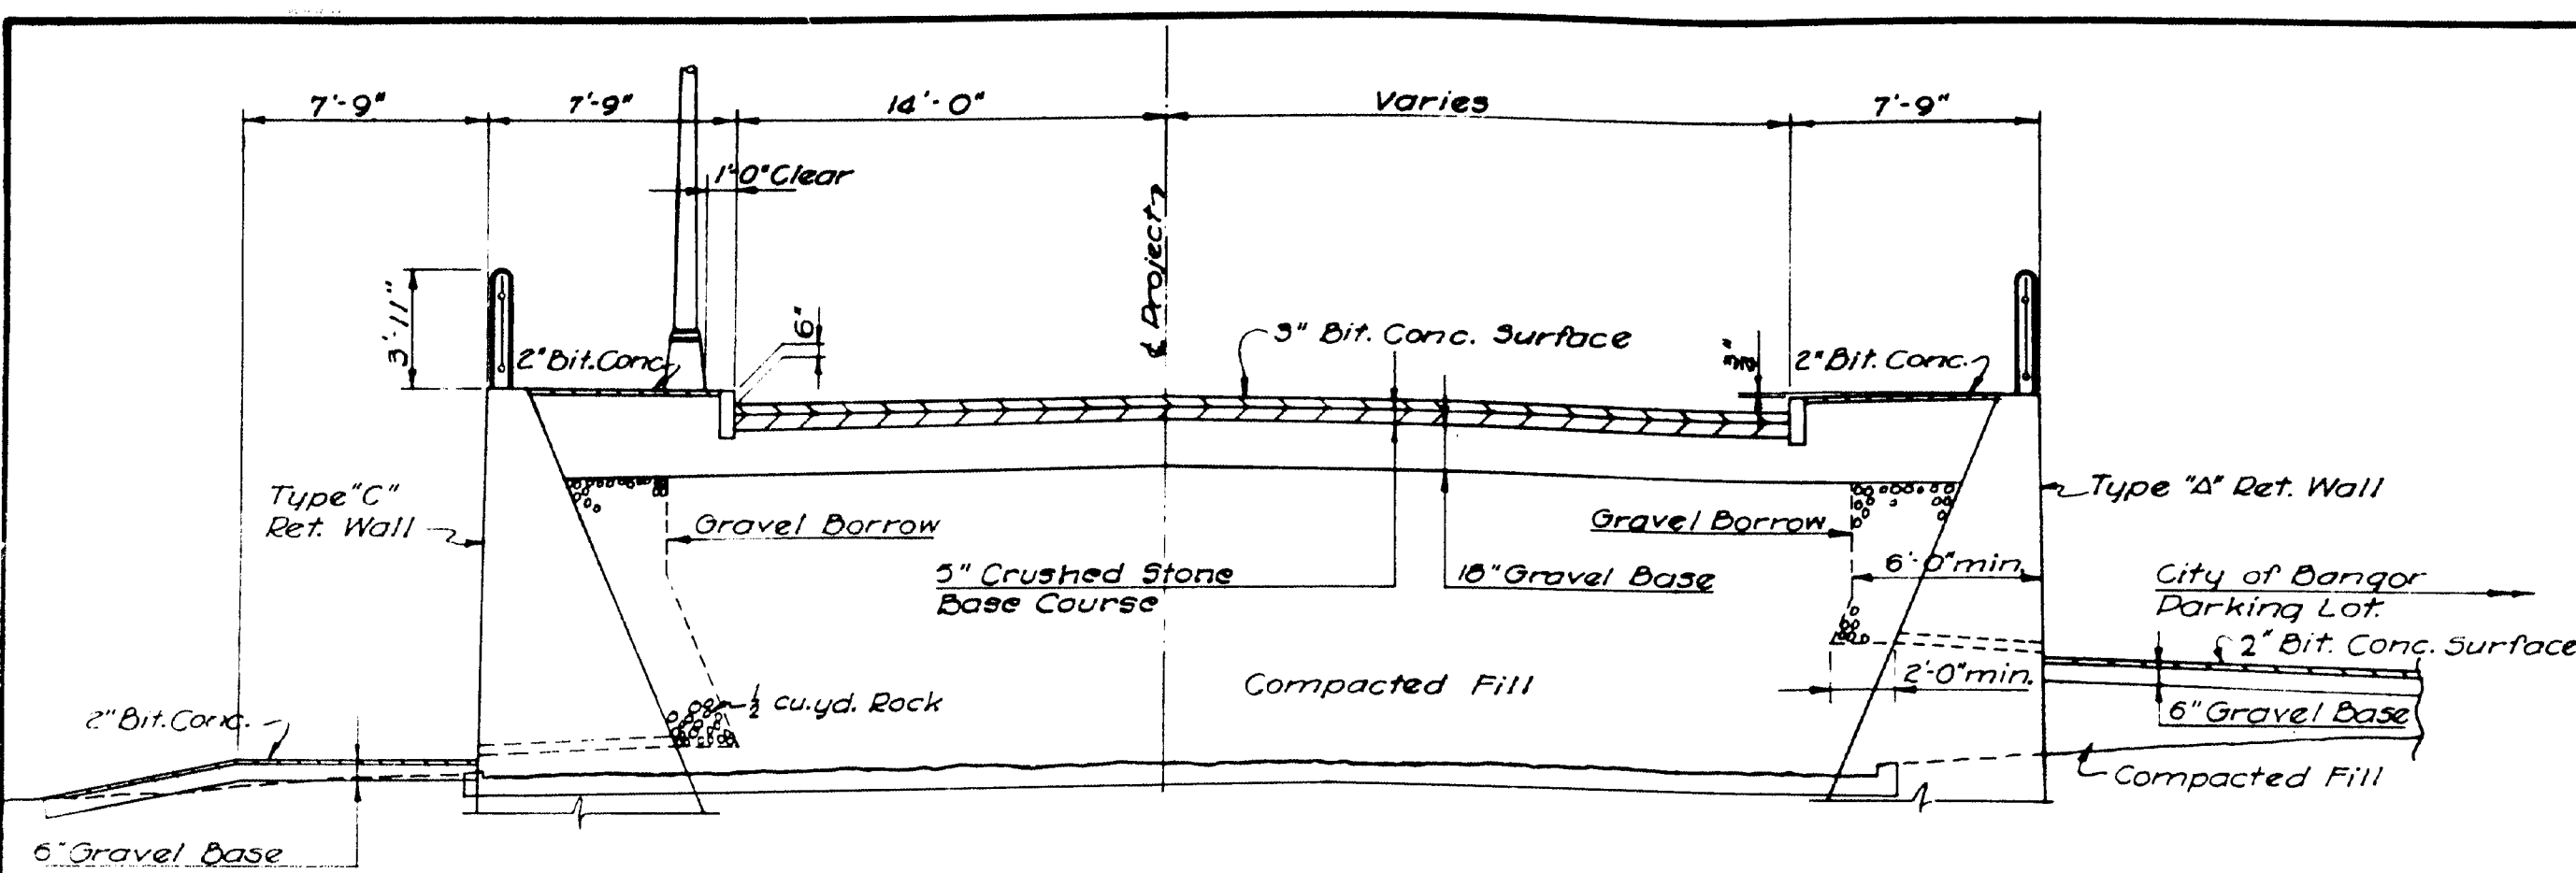 7'-9" 7'-9" 14'-0" Varies 7'-9"
1'-0" Clear
℄ Project
3'-11"
6"
3" Bit. Conc. Surface
2" Bit. Conc.
2" Bit. Conc.
Type "C"
Ret. Wall
Type "A" Ret. Wall
Gravel Borrow
Gravel Borrow
5" Crushed Stone
Base Course
18" Gravel Base
6'-0" min.
City of Bangor
Parking Lot.
2" Bit. Conc. Surface
Compacted Fill
2'-0" min.
½ cu.yd. Rock
2" Bit. Conc.
6" Gravel Base
Compacted Fill
6" Gravel Base